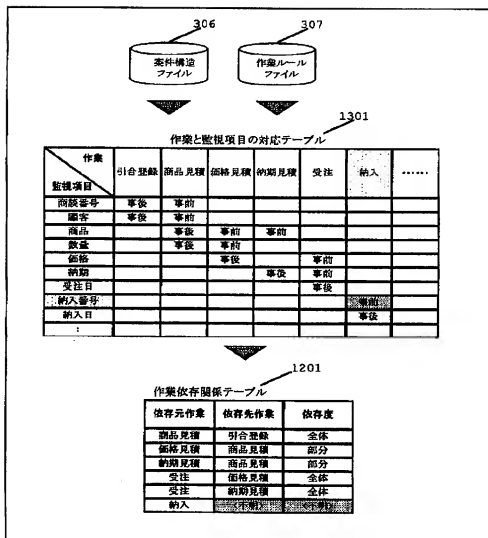 306
307
案件構造
ファイル
作業ルール
ファイル
1301
作業と監視項目の対応テーブル
作業
監視項目
引合登録 商品見積 価格見積 納期見積 受注 納入 ……
商談番号 事後 事前
顧客 事後 事前
商品 事後 事前 事前
数量 事後 事前
価格 事後 事前
納期 事後 事前
受注日 事後
納入番号 事前
納入日 事後
:
1201
作業依存関係テーブル
依存元作業 依存先作業 依存度
商品見積 引合登録 全体
価格見積 商品見積 部分
納期見積 商品見積 部分
受注 価格見積 全体
受注 納期見積 全体
納入 (不明) (不明)